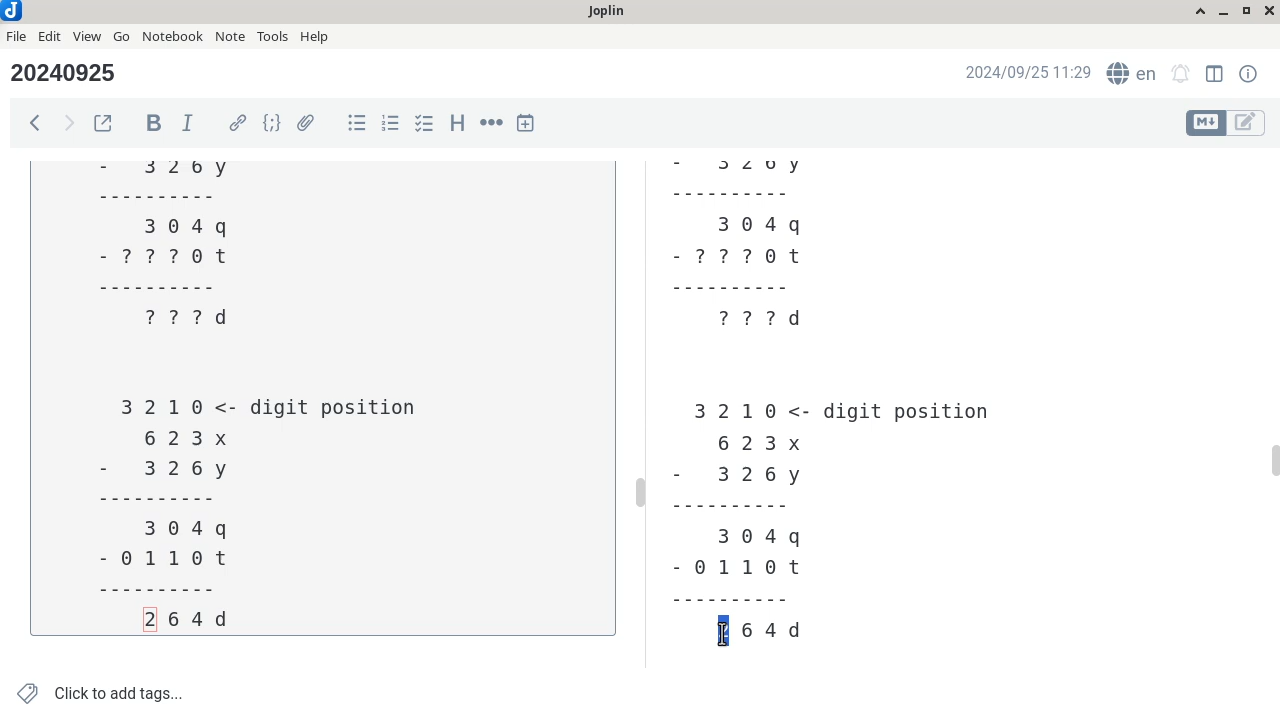 Joplin
File Edit View Go Notebook Note Tools Help
20240925
2024/09/25 11:29 en
-   3 2 6 y
----------
    3 0 4 q
- ? ? ? 0 t
----------
    ? ? ? d
  3 2 1 0 <- digit position
    6 2 3 x
-   3 2 6 y
----------
    3 0 4 q
- 0 1 1 0 t
----------
    2 6 4 d
-   3 2 6 y
----------
    3 0 4 q
- ? ? ? 0 t
----------
    ? ? ? d
  3 2 1 0 <- digit position
    6 2 3 x
-   3 2 6 y
----------
    3 0 4 q
- 0 1 1 0 t
----------
    6 4 d
Click to add tags...